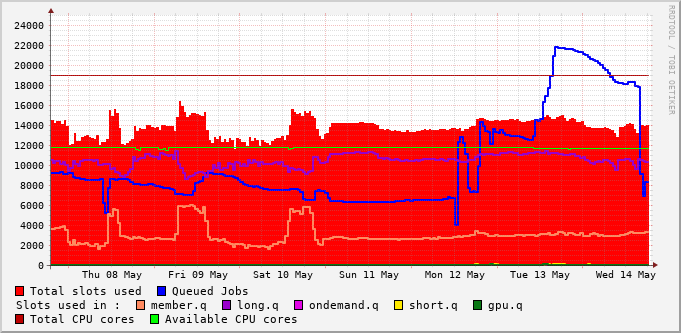 24000
22000
20000
18000
16000
14000
12000
10000
8000
6000
4000
2000
0
Thu 08 May Fri 09 May Sat 10 May Sun 11 May Mon 12 May Tue 13 May Wed 14 May
RRDTOOL / TOBI OETIKER
Total slots used Queued Jobs
Slots used in : member.q long.q ondemand.q short.q gpu.q
Total CPU cores Available CPU cores